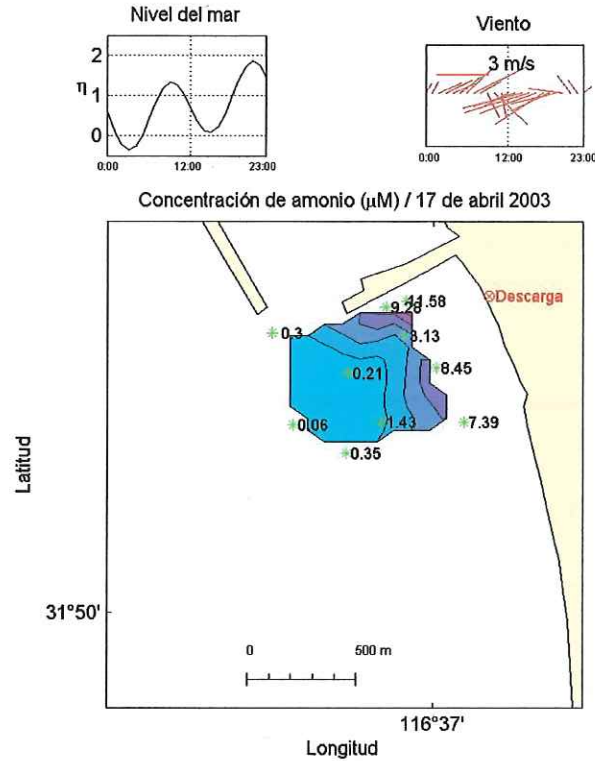 Nivel del mar
2
η 1
0
0:00 12:00 23:00
Viento
3 m/s
0:00 12:00 23:00
Concentración de amonio (µM) / 17 de abril 2003
11.58
9.28
Descarga
0.3
8.45
0.21
0.06
1.43
7.39
0.35
Latitud
31°50'
0 500 m
116°37'
Longitud